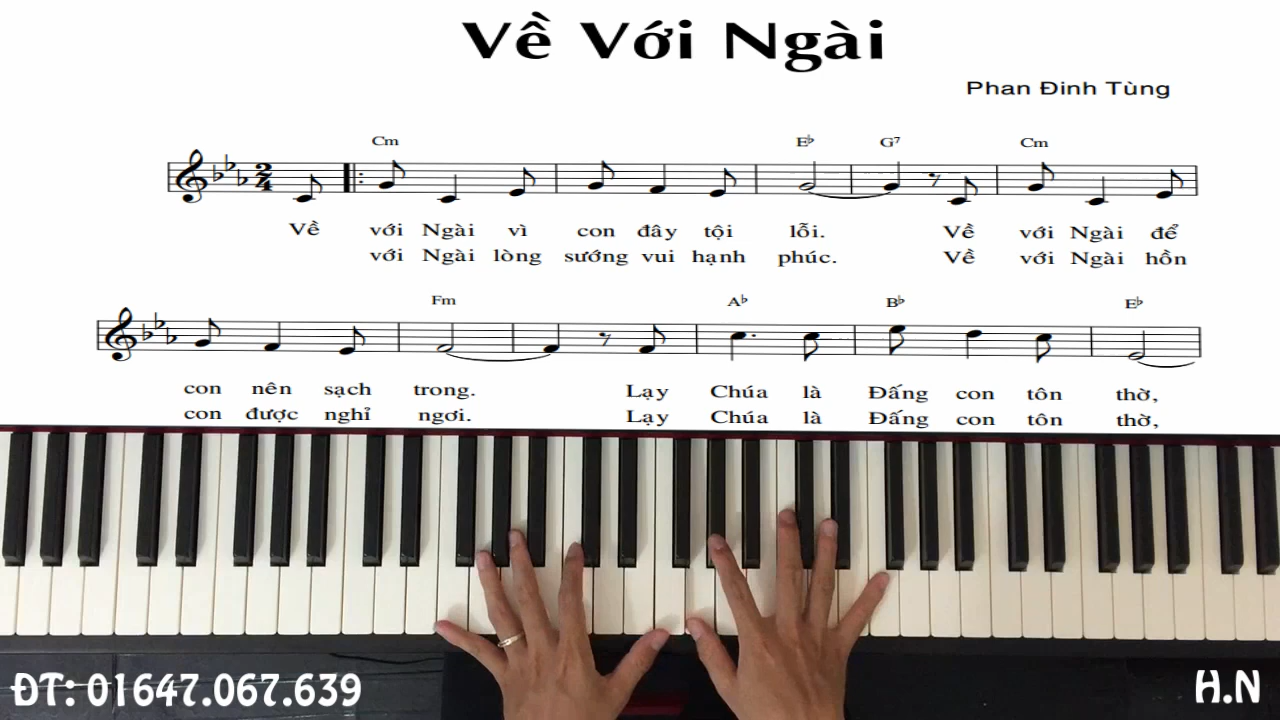 Về Với Ngài
Phan Đinh Tùng
Cm E♭ G7 Cm
2
4
Về với Ngài vì con đây tội lỗi. Về với Ngài để
với Ngài lòng sướng vui hạnh phúc. Về với Ngài hồn
Fm A♭ B♭ E♭
con nên sạch trong. Lạy Chúa là Đấng con tôn thờ,
con được nghỉ ngơi. Lạy Chúa là Đấng con tôn thờ,
ĐT: 01647.067.639
H.N